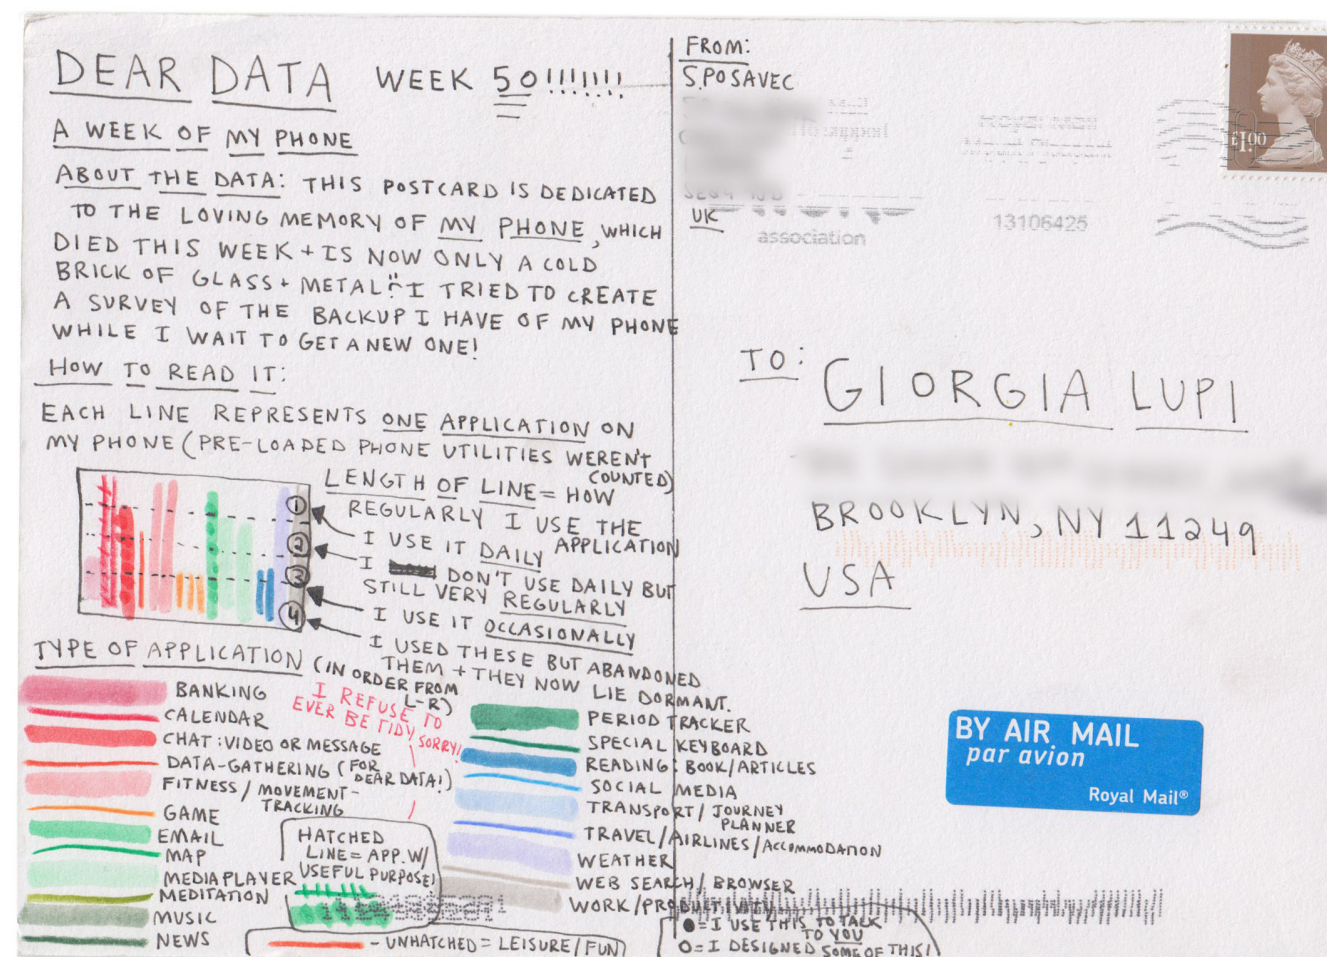 DEAR DATA WEEK 50!!!!!!!
A WEEK OF MY PHONE
ABOUT THE DATA: THIS POSTCARD IS DEDICATED
TO THE LOVING MEMORY OF MY PHONE, WHICH
DIED THIS WEEK + IS NOW ONLY A COLD
BRICK OF GLASS + METAL! I TRIED TO CREATE
A SURVEY OF THE BACKUP I HAVE OF MY PHONE
WHILE I WAIT TO GET A NEW ONE!
HOW TO READ IT:
EACH LINE REPRESENTS ONE APPLICATION ON
MY PHONE (PRE-LOADED PHONE UTILITIES WEREN'T
COUNTED)
LENGTH OF LINE = HOW
REGULARLY I USE THE
APPLICATION
1
2
3
4
I USE IT DAILY
I DON'T USE DAILY BUT
STILL VERY REGULARLY
I USE IT OCCASIONALLY
I USED THESE BUT ABANDONED
THEM + THEY NOW LIE DORMANT.
TYPE OF APPLICATION (IN
ORDER FROM
L-R)
I REFUSE TO
EVER BE TIDY SORRY!
BANKING
CALENDAR
CHAT: VIDEO OR MESSAGE
DATA-GATHERING (FOR
DEAR DATA!)
FITNESS/MOVEMENT-
TRACKING
GAME
EMAIL
MAP
MEDIA PLAYER
MEDITATION
MUSIC
NEWS
PERIOD TRACKER
SPECIAL KEYBOARD
READING: BOOK/ARTICLES
SOCIAL MEDIA
TRANSPORT/JOURNEY
PLANNER
TRAVEL/AIRLINES/ACCOMMODATION
WEATHER
WEB SEARCH/BROWSER
WORK/PRODUCTIVITY
HATCHED
LINE = APP. W/
USEFUL PURPOSE!
- UNHATCHED = LEISURE/FUN
= I USE THIS TO TALK
TO YOU
= I DESIGNED SOME OF THIS!
FROM:
S.POSAVEC
UK
association
13106425
£1.00
TO: GIORGIA LUPI
BROOKLYN, NY 11249
USA
BY AIR MAIL
par avion
Royal Mail®